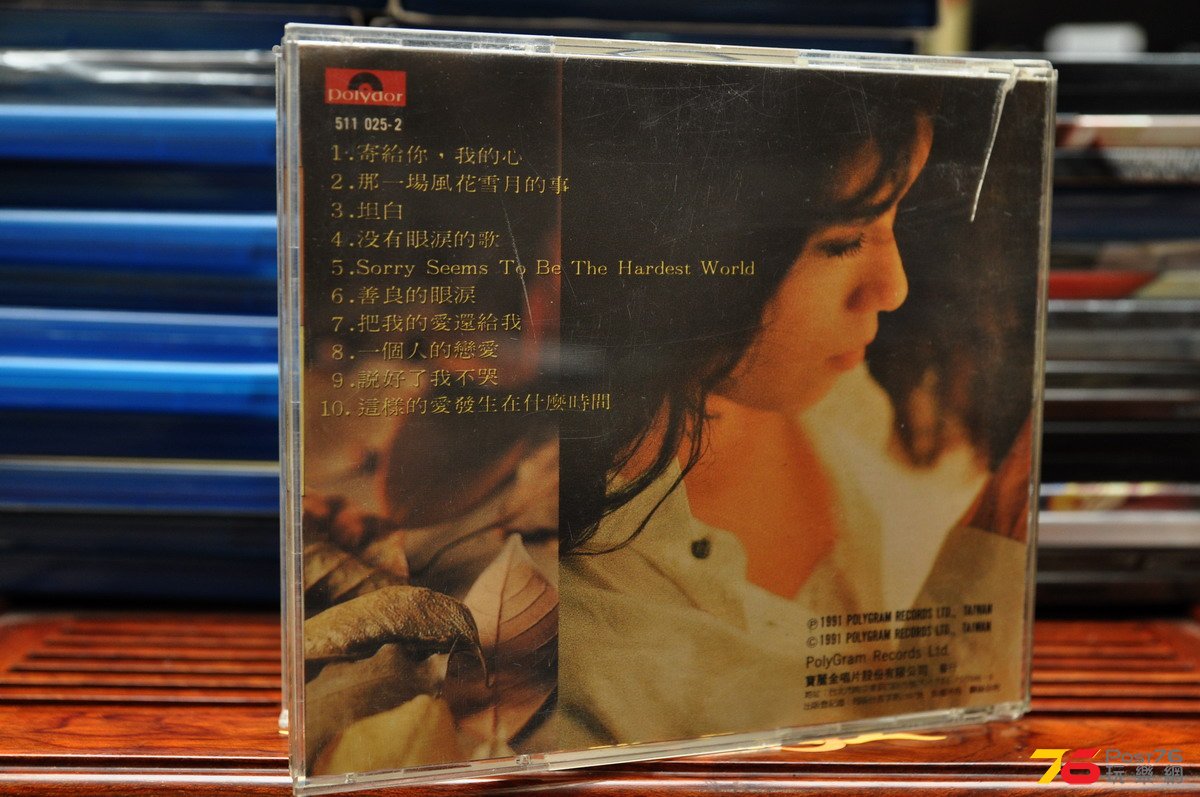 polydor
511 025-2
1.寄給你，我的心
2.那一場風花雪月的事
3.坦白
4.没有眼淚的歌
5.Sorry Seems To Be The Hardest World
6.善良的眼淚
7.把我的愛還給我
8.一個人的戀愛
9.說好了我不哭
10.這樣的愛發生在什麼時間
℗1991 POLYGRAM RECORDS LTD., TAIWAN
©1991 POLYGRAM RECORDS LTD., TAIWAN
PolyGram Records Ltd.
寶麗金唱片股份有限公司
76 Post76
玩樂網